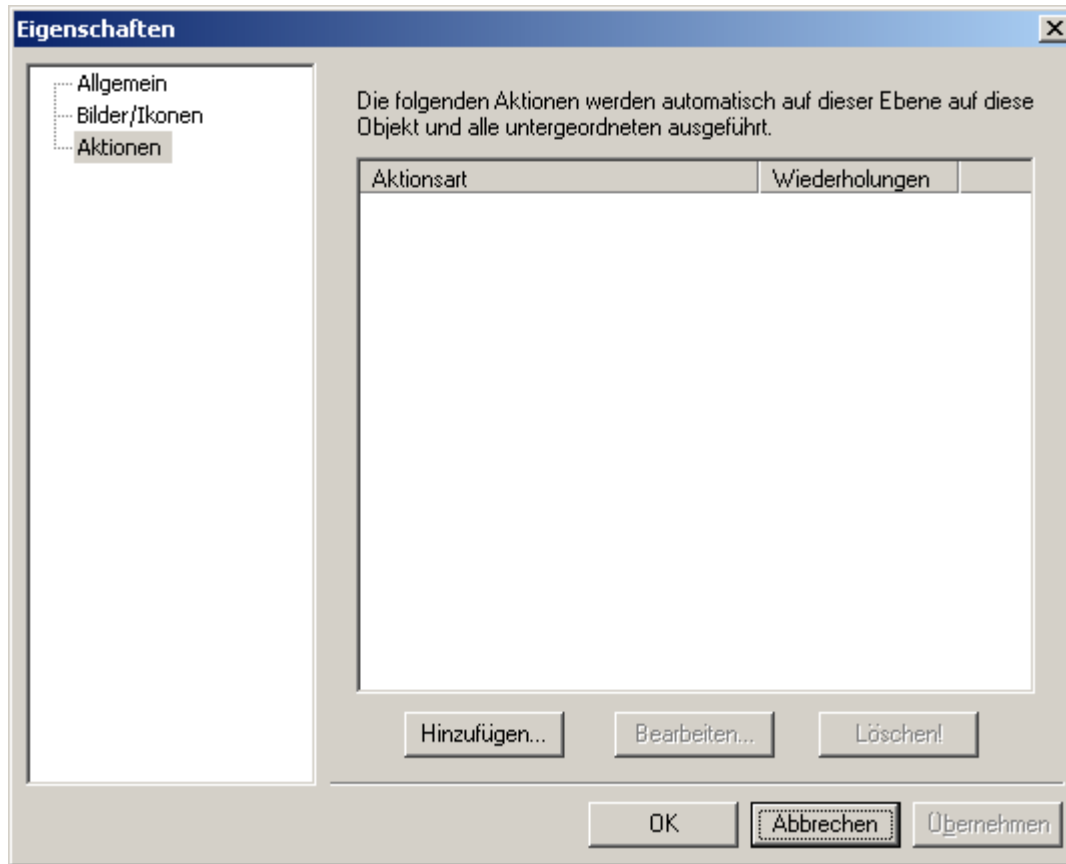 Eigenschaften
Allgemein
Bilder/Ikonen
Aktionen
Die folgenden Aktionen werden automatisch auf dieser Ebene auf diese
Objekt und alle untergeordneten ausgeführt.
Aktionsart Wiederholungen
Hinzufügen... Bearbeiten... Löschen!
OK Abbrechen Übernehmen